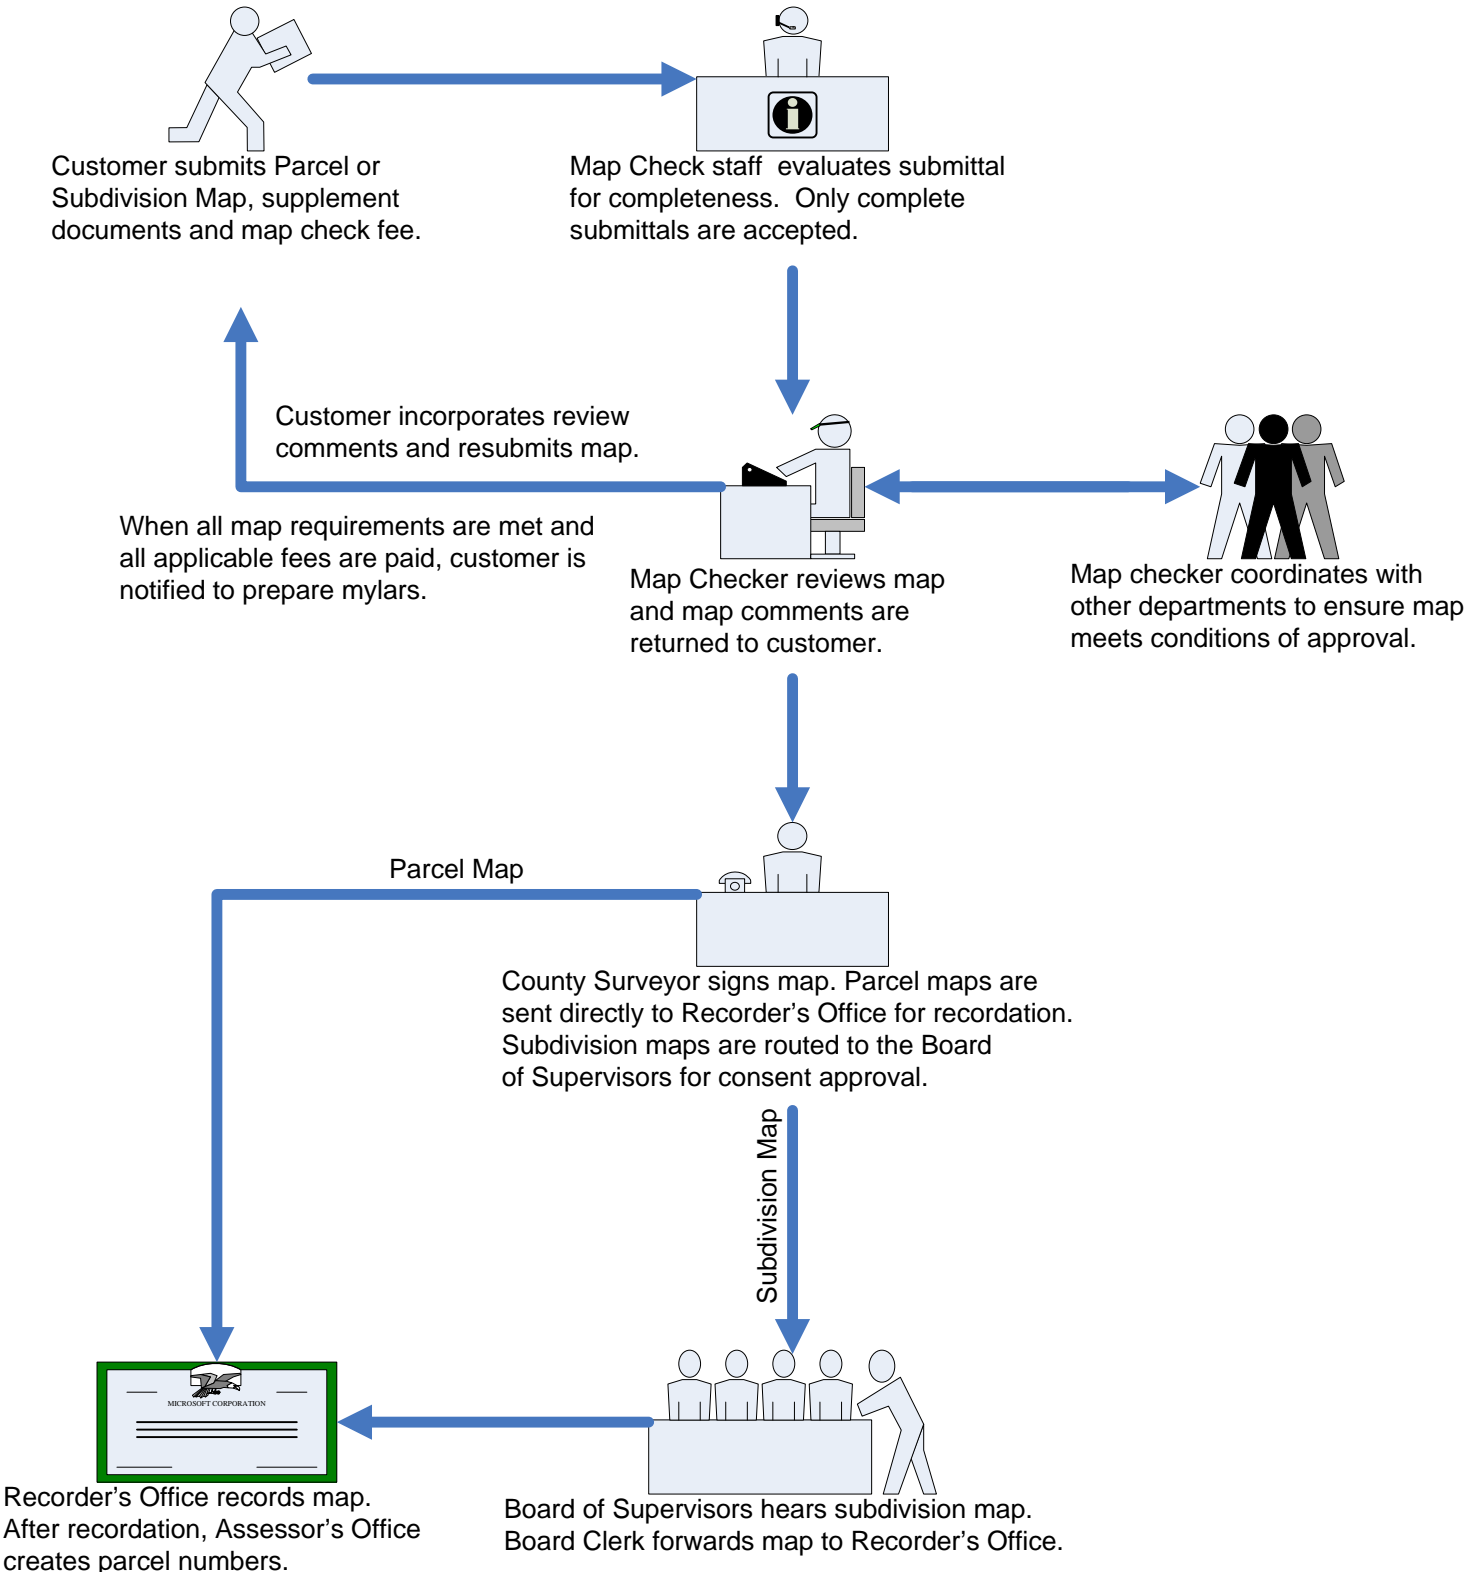 Customer submits Parcel or
Subdivision Map, supplement
documents and map check fee.
Map Check staff evaluates submittal
for completeness. Only complete
submittals are accepted.
Customer incorporates review
comments and resubmits map.
When all map requirements are met and
all applicable fees are paid, customer is
notified to prepare mylars.
Map Checker reviews map
and map comments are
returned to customer.
Map checker coordinates with
other departments to ensure map
meets conditions of approval.
Parcel Map
County Surveyor signs map. Parcel maps are
sent directly to Recorder's Office for recordation.
Subdivision maps are routed to the Board
of Supervisors for consent approval.
Subdivision Map
MICROSOFT CORPORATION
Recorder's Office records map.
After recordation, Assessor's Office
creates parcel numbers.
Board of Supervisors hears subdivision map.
Board Clerk forwards map to Recorder's Office.